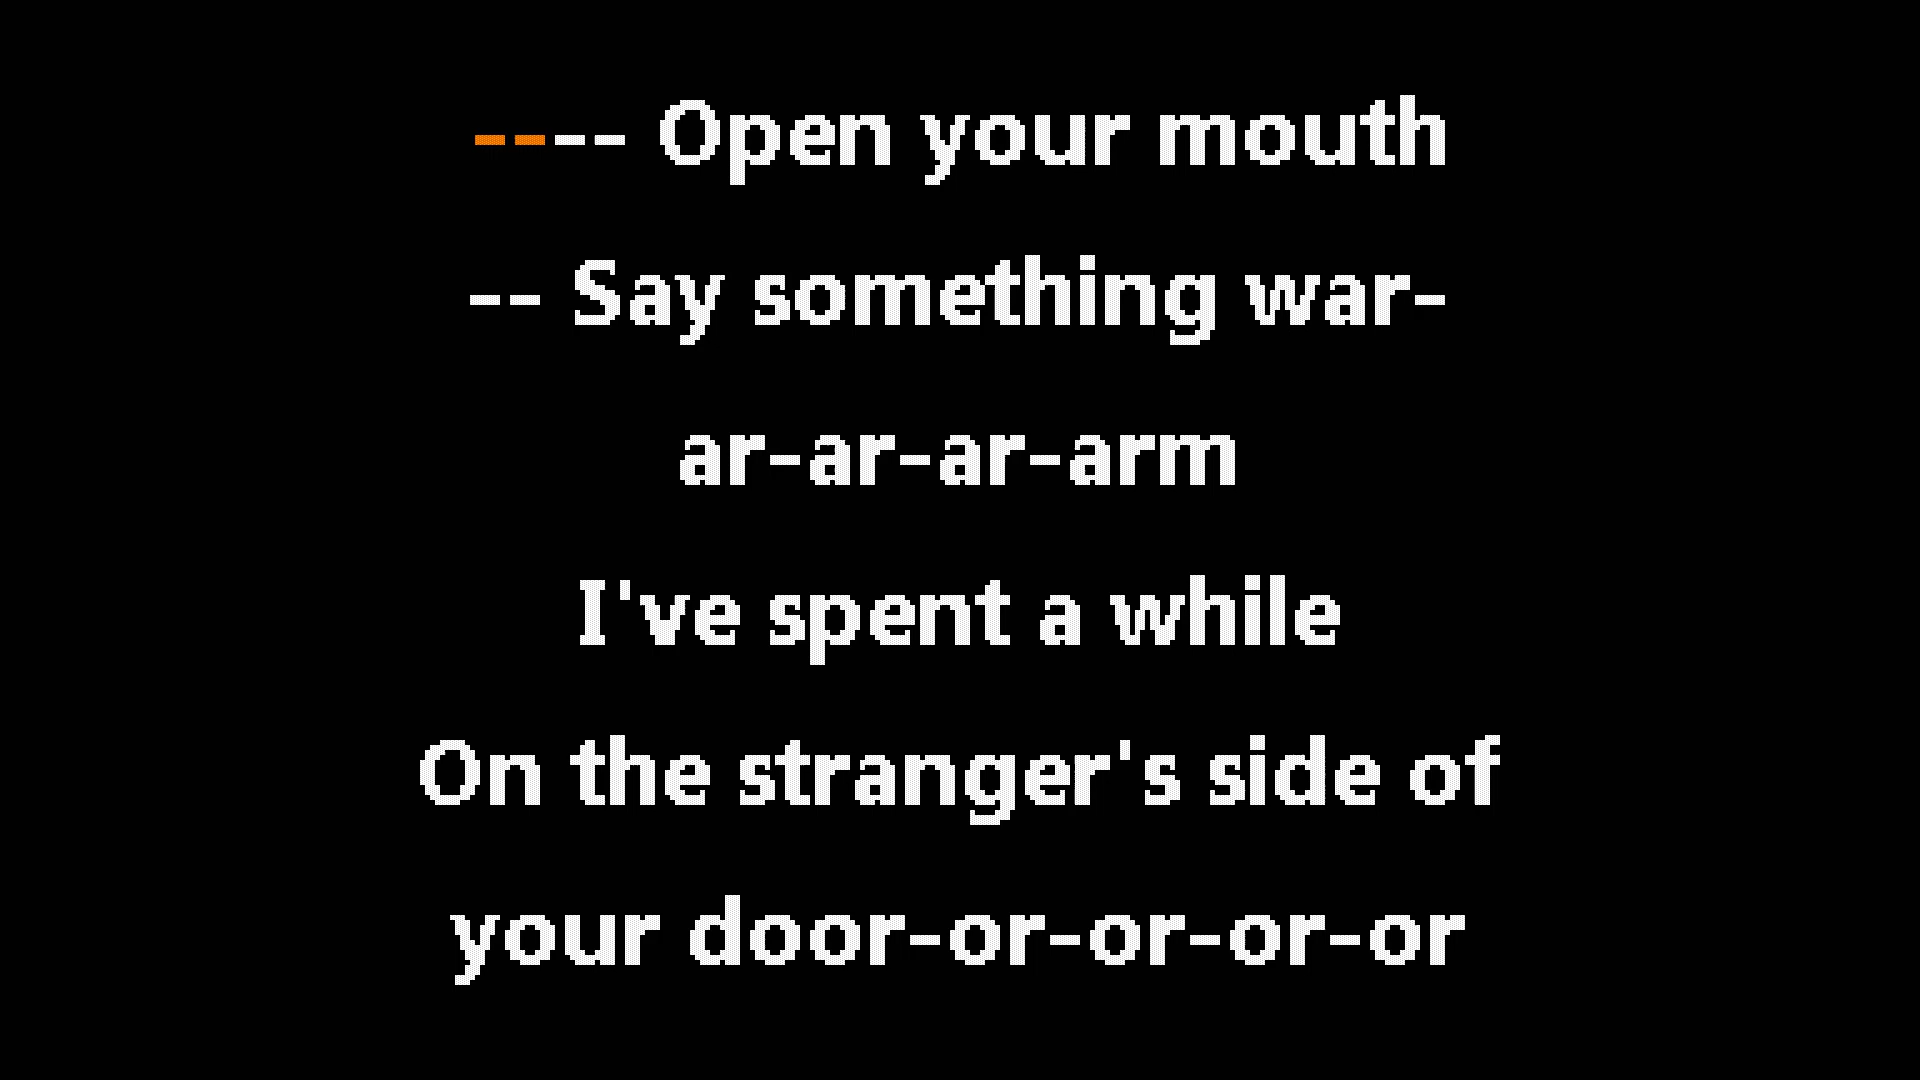 ---- Open your mouth
-- Say something war-
ar-ar-ar-arm
I've spent a while
On the stranger's side of
your door-or-or-or-or